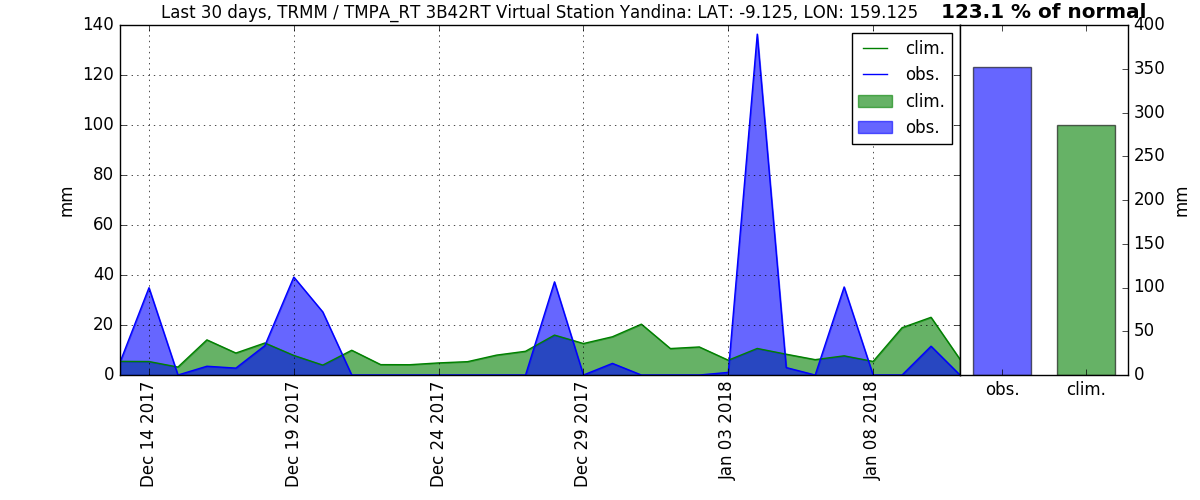 Last 30 days, TRMM / TMPA_RT 3B42RT Virtual Station Yandina: LAT: -9.125, LON: 159.125
123.1 % of normal
mm
140
120
100
80
60
40
20
0
clim.
obs.
clim.
obs.
Dec 14 2017
Dec 19 2017
Dec 24 2017
Dec 29 2017
Jan 03 2018
Jan 08 2018
400
350
300
250
200
150
100
50
0
mm
obs.
clim.